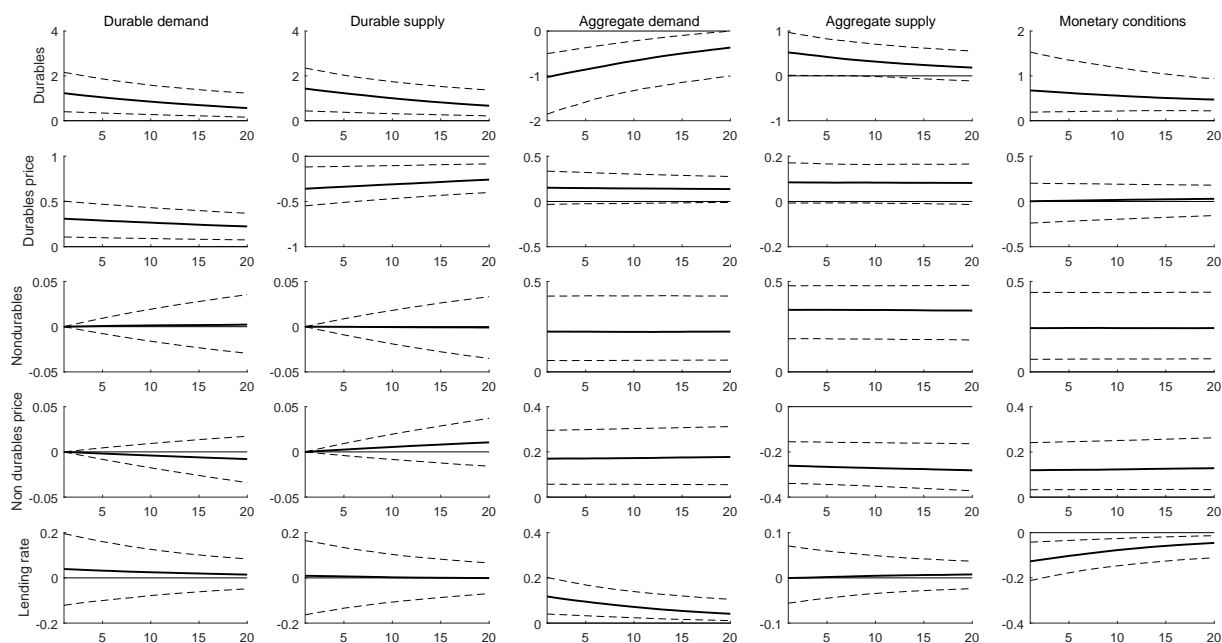 Durable demand Durable supply Aggregate demand Aggregate supply Monetary conditions
Durables
4 4 0 1 2
2 2 -1 0 1
0 0 -2 -1 0
5 10 15 20 5 10 15 20 5 10 15 20 5 10 15 20 5 10 15 20
Durables price
1 0 0.5 0.2 0.5
0.5 -0.5 0 0 0
0 -1 -0.5 -0.2 -0.5
5 10 15 20 5 10 15 20 5 10 15 20 5 10 15 20 5 10 15 20
Nondurables
0.05 0.05 0.5 0.5 0.5
0 0
-0.05 -0.05 0 0 0
5 10 15 20 5 10 15 20 5 10 15 20 5 10 15 20 5 10 15 20
Non durables price
0.05 0.05 0.4 0 0.4
0 0 0.2 -0.2 0.2
-0.05 -0.05 0 -0.4 0
5 10 15 20 5 10 15 20 5 10 15 20 5 10 15 20 5 10 15 20
Lending rate
0.2 0.2 0.4 0.1 0
0 0 0.2 0 -0.2
-0.2 -0.2 0 -0.1 -0.4
5 10 15 20 5 10 15 20 5 10 15 20 5 10 15 20 5 10 15 20